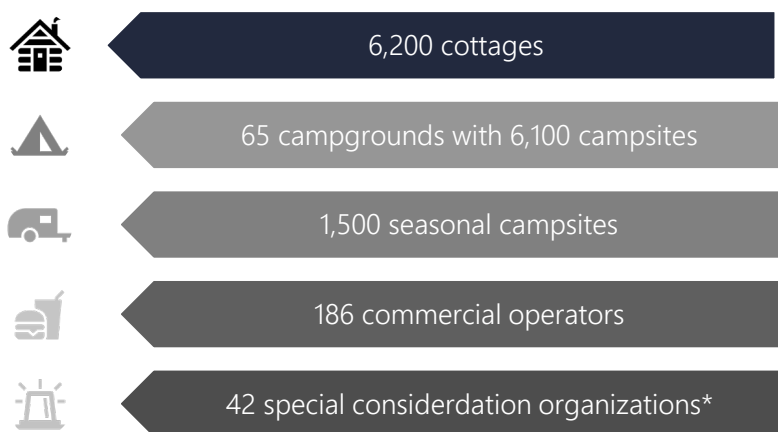 6,200 cottages
65 campgrounds with 6,100 campsites
1,500 seasonal campsites
186 commercial operators
42 special considerdation organizations*